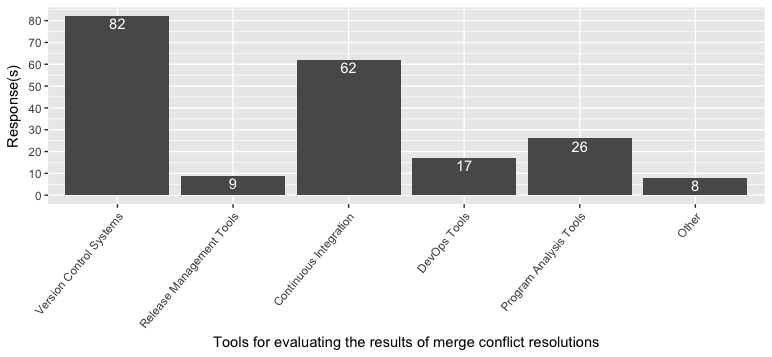 Response(s)
80
70
60
50
40
30
20
10
0
82
9
62
17
26
8
Version Control Systems
Release Management Tools
Continuous Integration
DevOps Tools
Program Analysis Tools
Other
Tools for evaluating the results of merge conflict resolutions